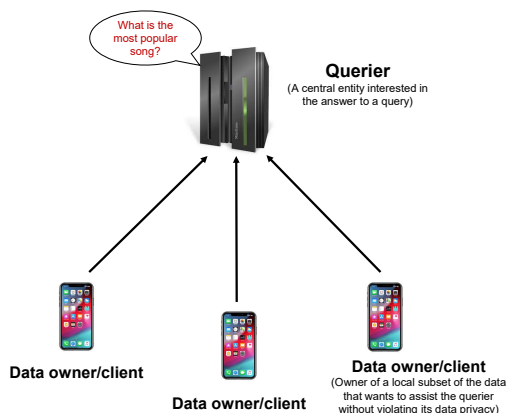 What is the
most popular
song?
Querier
(A central entity interested in
the answer to a query)
Data owner/client
Data owner/client
Data owner/client
(Owner of a local subset of the data
that wants to assist the querier
without violating its data privacy)